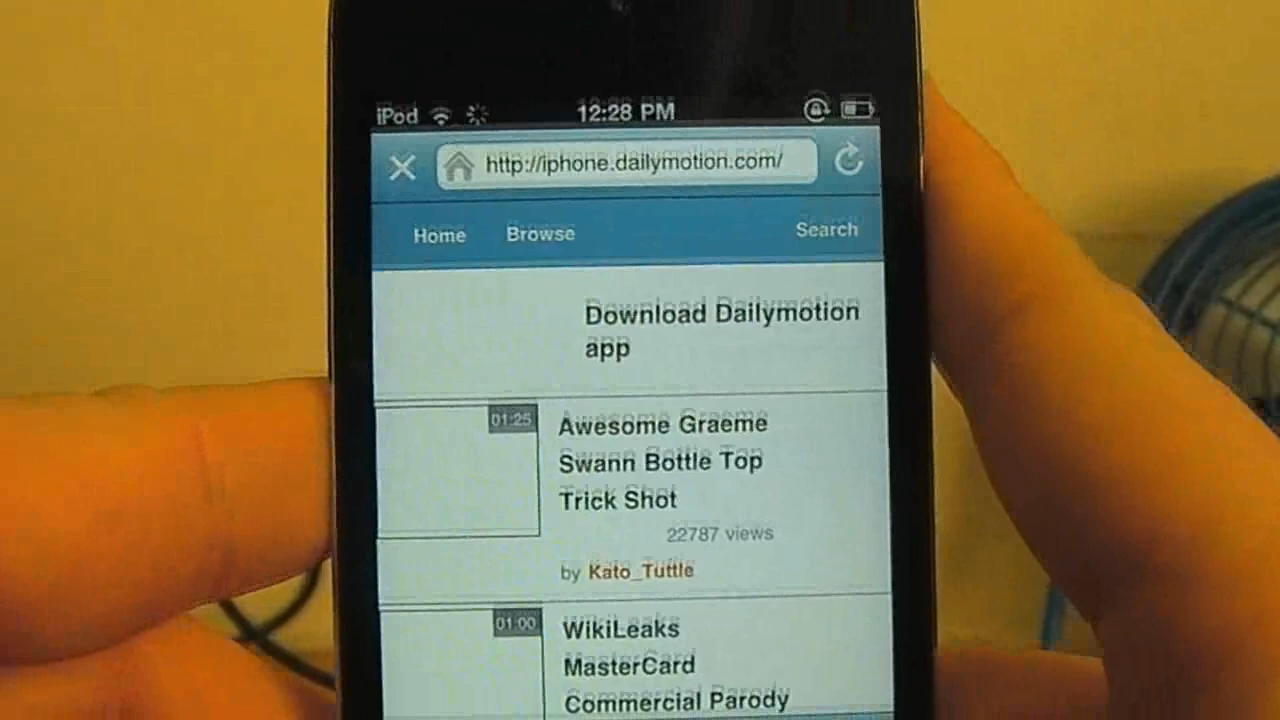 iPod 12:28 PM
http://iphone.dailymotion.com/
Home Browse Search
Download Dailymotion
app
01:25
Awesome Graeme
Swann Bottle Top
Trick Shot
22787 views
by Kato_Tuttle
01:00
WikiLeaks
MasterCard
Commercial Parody